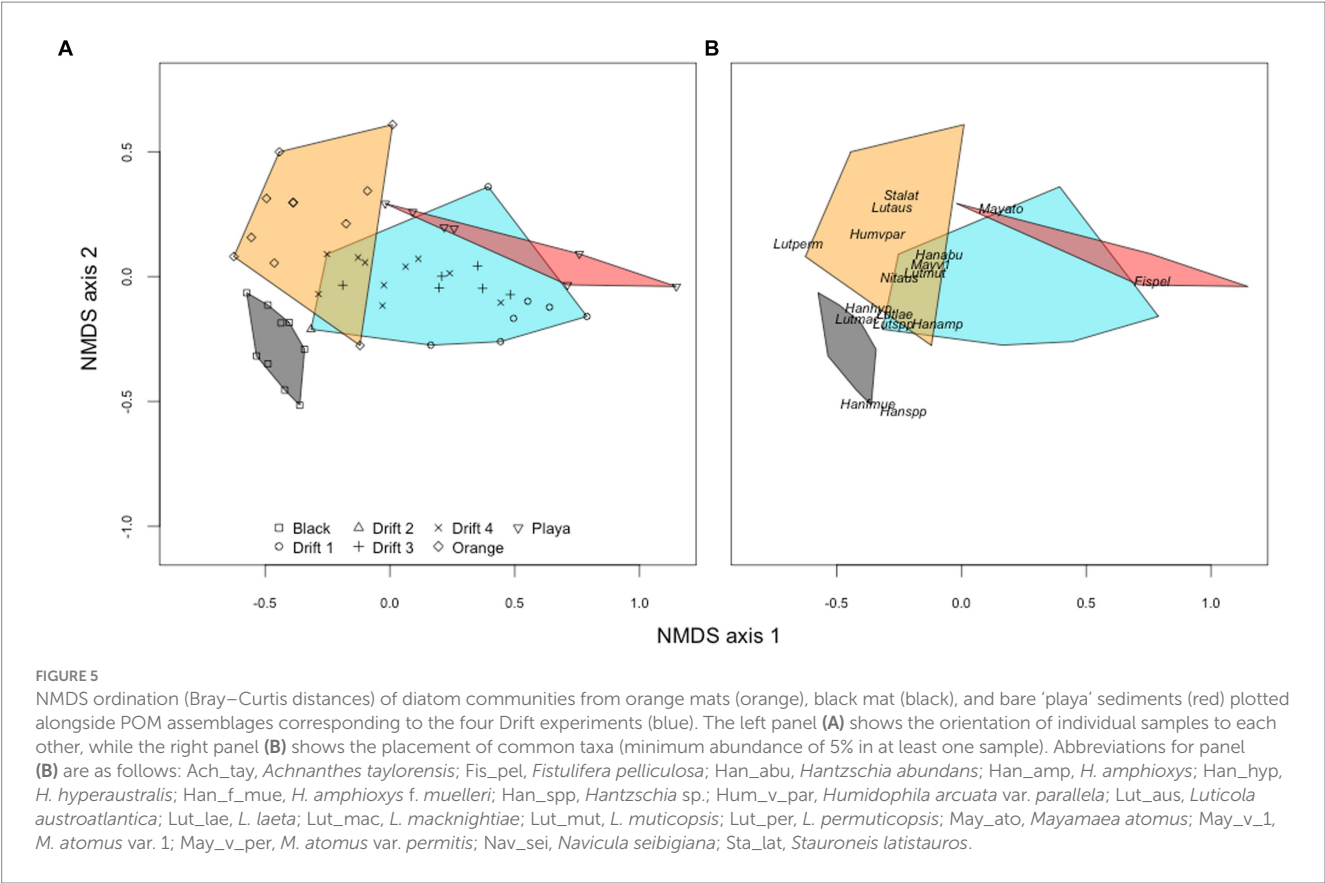 A
B
NMDS axis 2
0.5
0.0
-0.5
-1.0
Black
Drift 2
Drift 4
Playa
Drift 1
Drift 3
Orange
-0.5
0.0
0.5
1.0
Stalat
Lutaus
Humvpar
Lutperm
Mayato
Hanabu
Mayv1
Lutmut
Nitaus
Fispel
Hanhyp
Lutmac
Lutlae
Lutspp
Hanamp
Hanfmue
Hanspp
-0.5
0.0
0.5
1.0
NMDS axis 1
FIGURE 5
NMDS ordination (Bray–Curtis distances) of diatom communities from orange mats (orange), black mat (black), and bare ‘playa’ sediments (red) plotted
alongside POM assemblages corresponding to the four Drift experiments (blue). The left panel (A) shows the orientation of individual samples to each
other, while the right panel (B) shows the placement of common taxa (minimum abundance of 5% in at least one sample). Abbreviations for panel
(B) are as follows: Ach_tay, Achnanthes taylorensis; Fis_pel, Fistulifera pelliculosa; Han_abu, Hantzschia abundans; Han_amp, H. amphioxys; Han_hyp,
H. hyperaustralis; Han_f_mue, H. amphioxys f. muelleri; Han_spp, Hantzschia sp.; Hum_v_par, Humidophila arcuata var. parallela; Lut_aus, Luticola
austroatlantica; Lut_lae, L. laeta; Lut_mac, L. macknightiae; Lut_mut, L. muticopsis; Lut_per, L. permuticopsis; May_ato, Mayamaea atomus; May_v_1,
M. atomus var. 1; May_v_per, M. atomus var. permitis; Nav_sei, Navicula seibigiana; Sta_lat, Stauroneis latistauros.